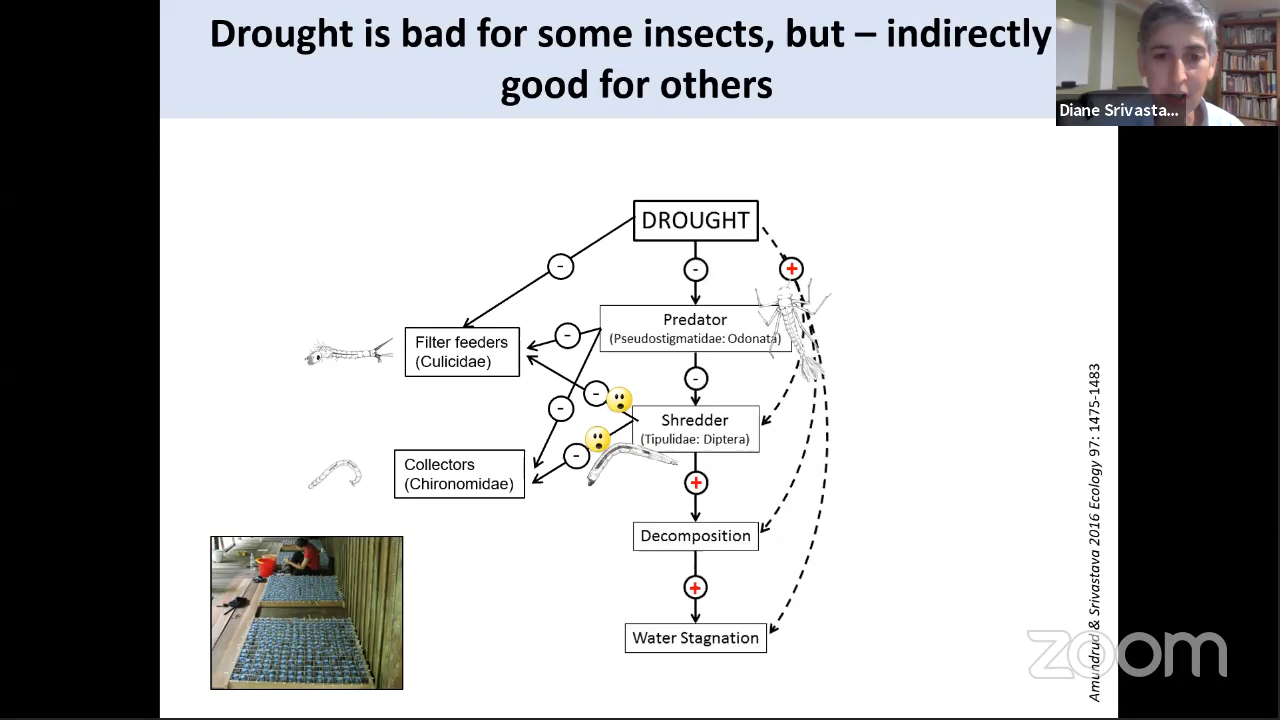 Drought is bad for some insects, but – indirectly
good for others
Diane Srivasta...
DROUGHT
-
-
+
Predator
(Pseudostigmatidae: Odonata)
Filter feeders
(Culicidae)
-
-
-
Shredder
(Tipulidae: Diptera)
-
-
Collectors
(Chironomidae)
+
Decomposition
+
Water Stagnation
Amundrud & Srivastava 2016 Ecology 97: 1475-1483
zoom